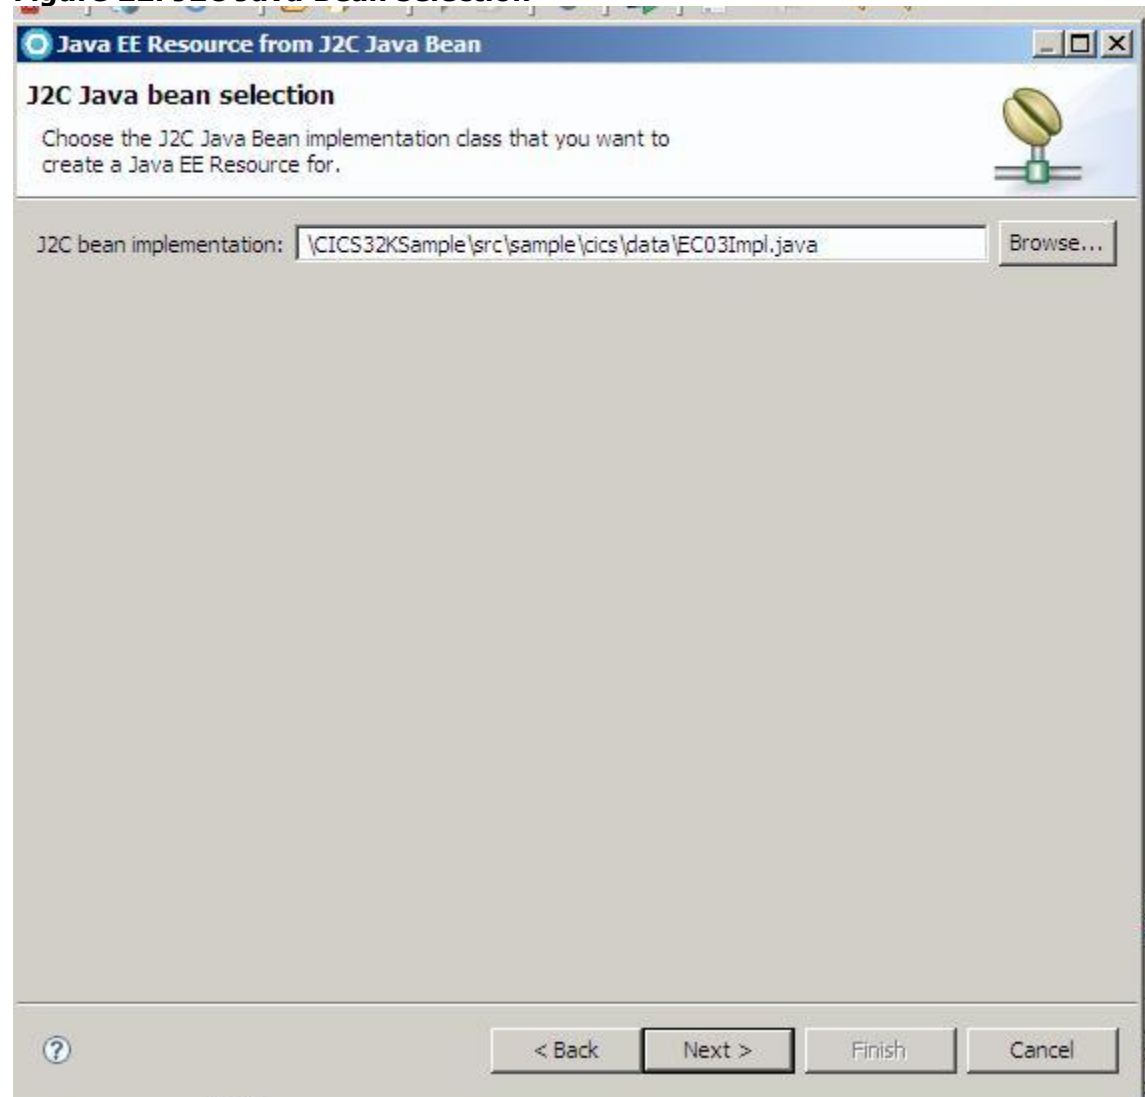 Java EE Resource from J2C Java Bean
J2C Java bean selection
Choose the J2C Java Bean implementation class that you want to
create a Java EE Resource for.
J2C bean implementation: \CICS32KSample\src\sample\cics\data\EC03Impl.java Browse...
? < Back Next > Finish Cancel